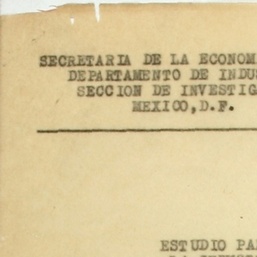 SECRETARIA DE LA ECONOM
DEPARTAMENTO DE INDUS
SECCION DE INVESTIG
MEXICO, D.F.
ESTUDIO PA